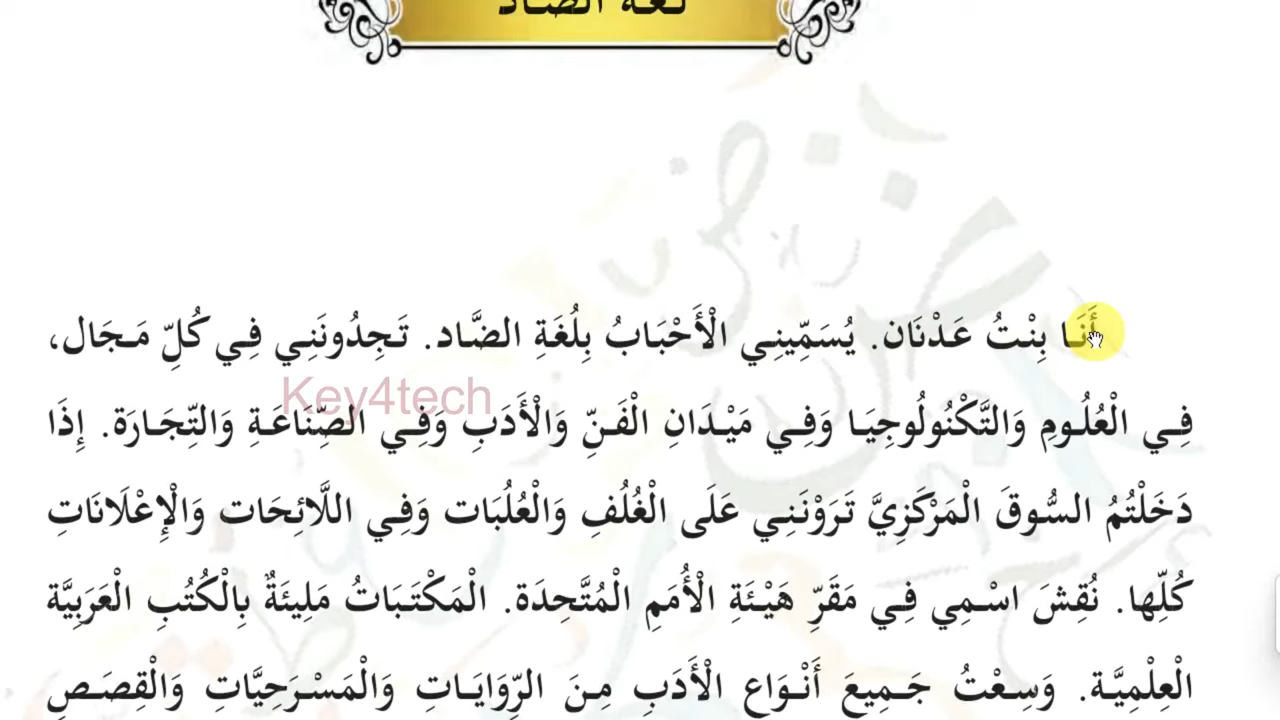 لغة الضاد
أَنَا بِنْتُ عَدْنَان. يُسَمِّينِي الْأَحْبَابُ بِلُغَةِ الضَّاد. تَجِدُونَنِي فِي كُلِّ مَجَال،
Key4tech
فِي الْعُلُومِ وَالتَّكْنُولُوجِيَا وَفِي مَيْدَانِ الْفَنِّ وَالْأَدَبِ وَفِي الصِّنَاعَةِ وَالتِّجَارَة. إِذَا
دَخَلْتُمُ السُّوقَ الْمَرْكَزِيَّ تَرَوْنَنِي عَلَى الْغُلُفِ وَالْعُلُبَات وَفِي اللَّائِحَات وَالْإِعْلَانَاتِ
كُلِّها. نُقِشَ اسْمِي فِي مَقَرِّ هَيْئَةِ الْأُمَمِ الْمُتَّحِدَة. الْمَكْتَبَاتُ مَلِيئَةٌ بِالْكُتُبِ الْعَرَبِيَّة
الْعِلْمِيَّة. وَسِعْتُ جَمِيعَ أَنْوَاعِ الْأَدَبِ مِنَ الرِّوَايَاتِ وَالْمَسْرَحِيَّاتِ وَالْقِصَصِ